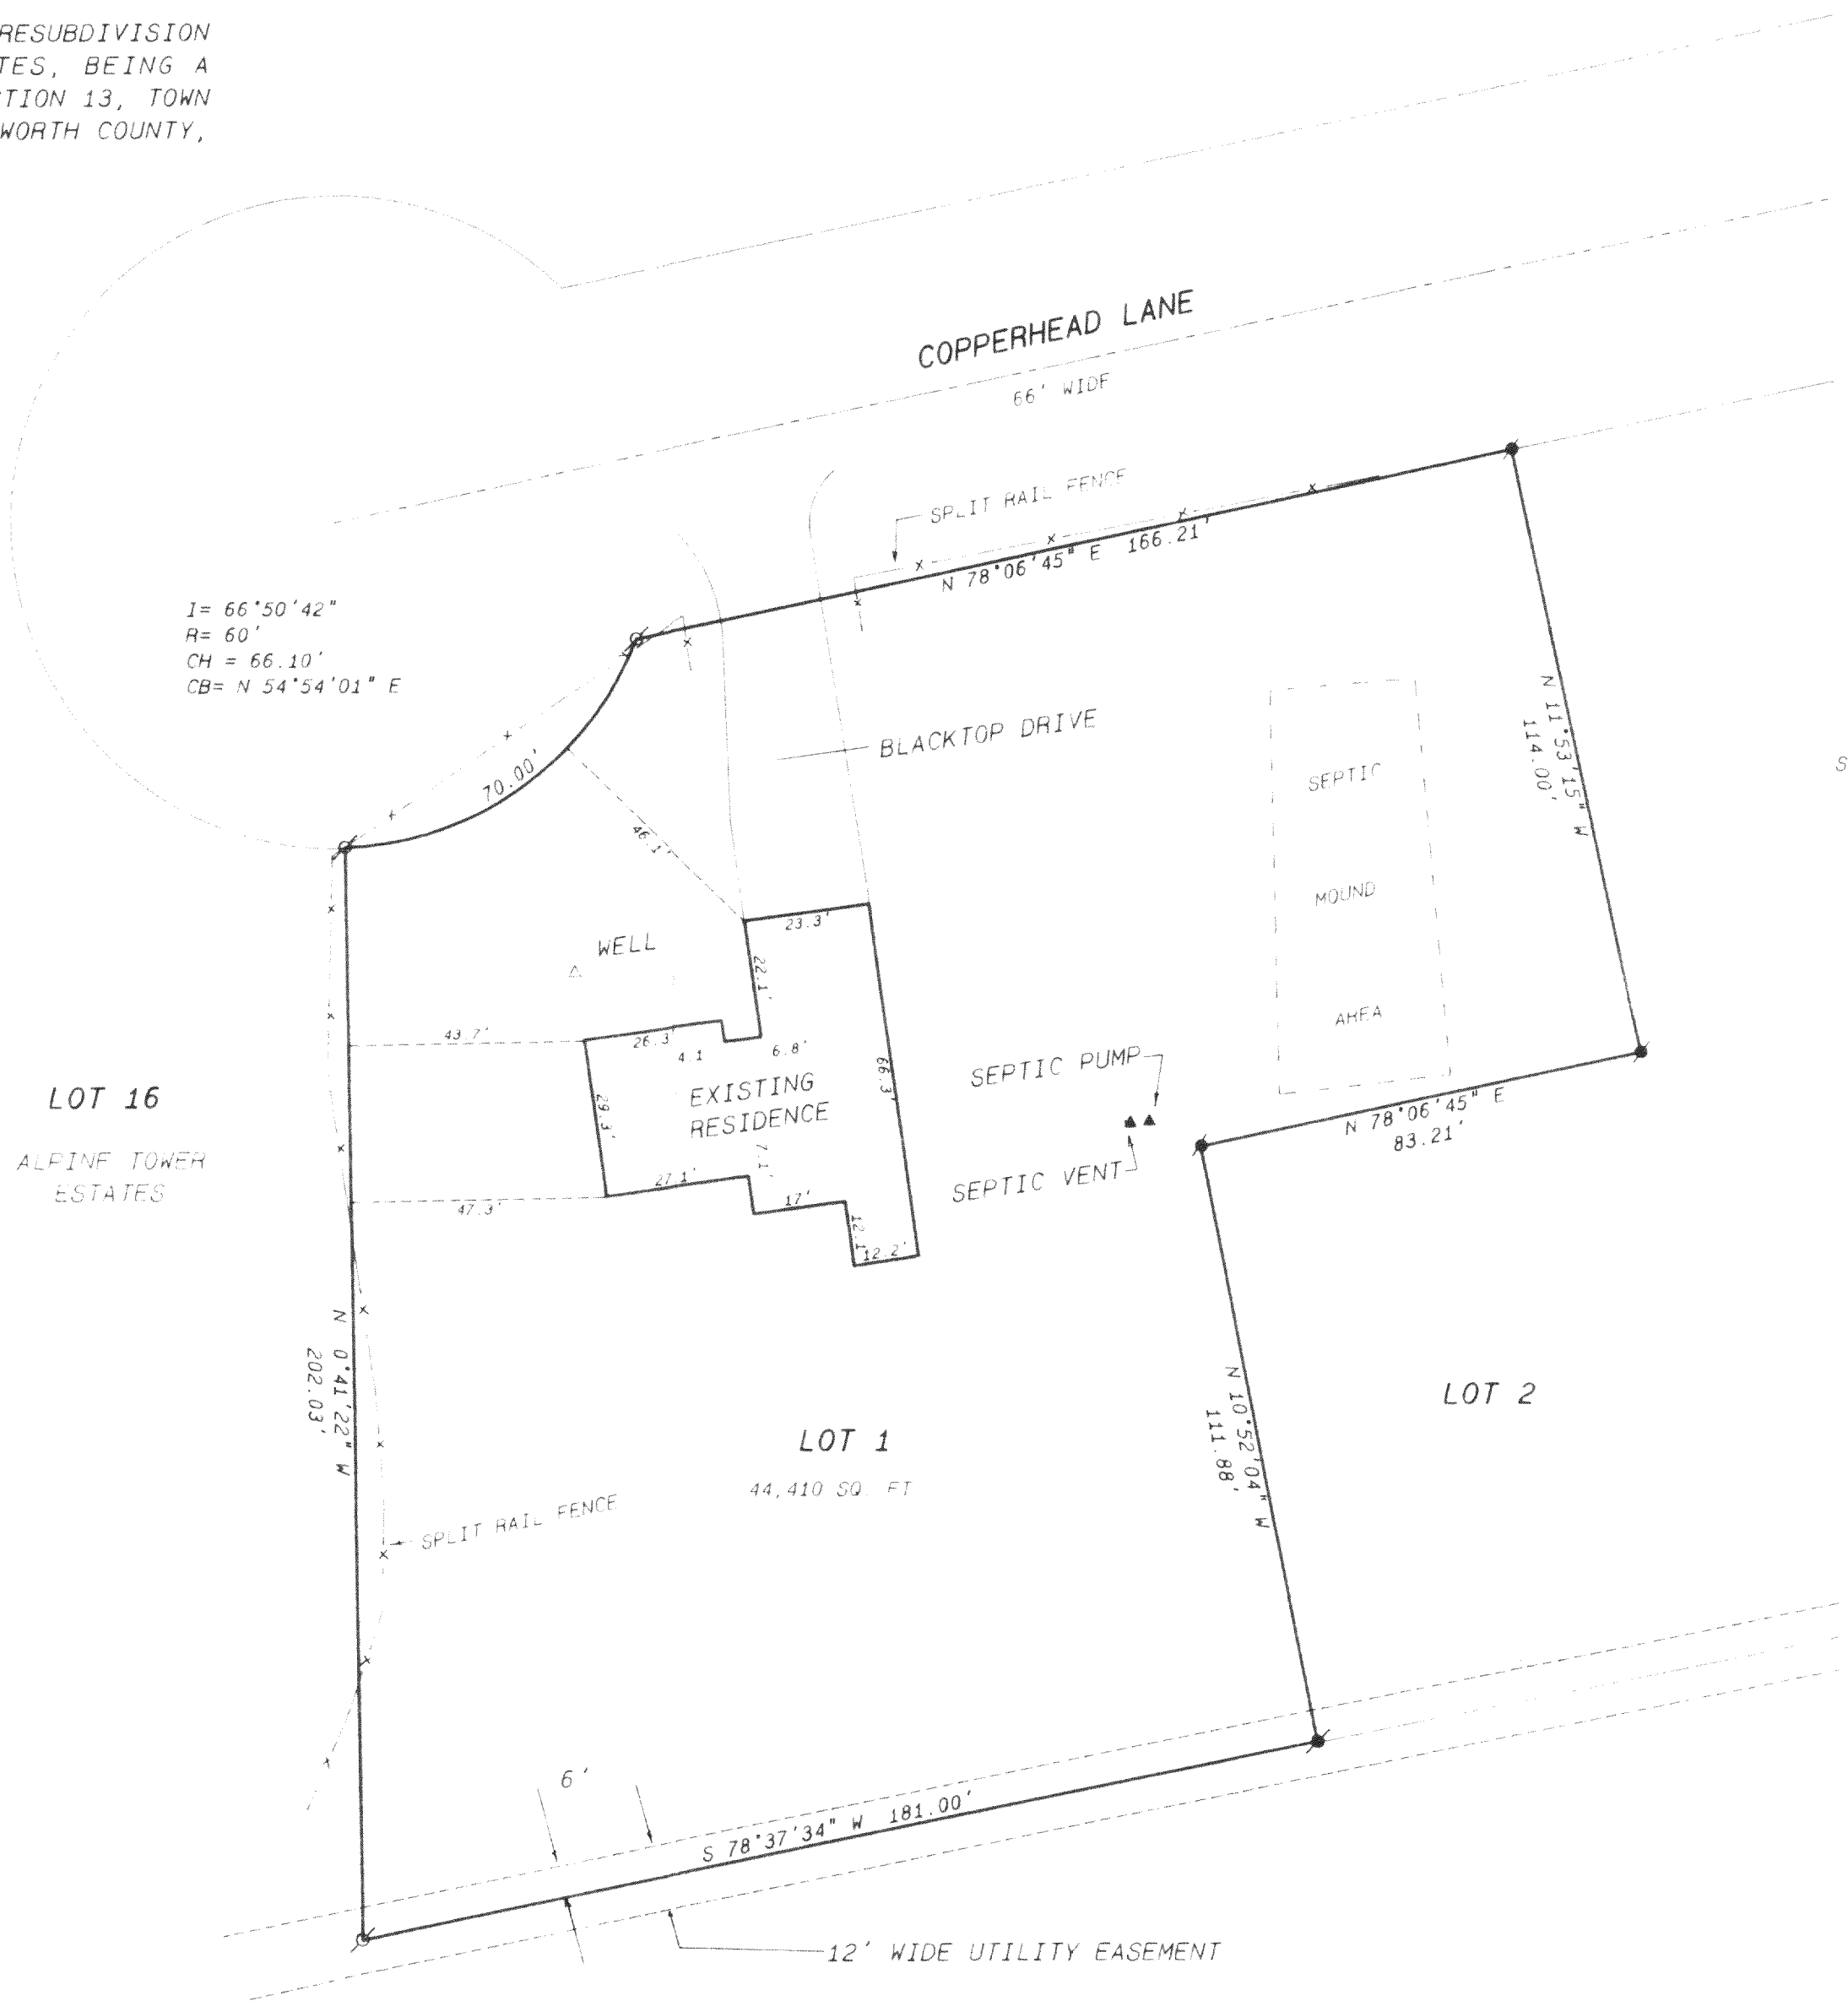 RESUBDIVISION
TES, BEING A
TION 13, TOWN
WORTH COUNTY,
COPPERHEAD LANE
66' WIDE
SPLIT RAIL FENCE
N 78°06'45" E 166.21'
I= 66°50'42"
R= 60'
CH = 66.10'
CB= N 54°54'01" E
70.00'
BLACKTOP DRIVE
N 11°53'15" W
114.00'
S
SEPTIC
MOUND
AREA
46.1'
23.3'
WELL
22.1'
43.7'
26.3'
4.1
6.8'
66.3'
EXISTING
RESIDENCE
29.3'
7.1'
27.1'
17'
12.1'
12.2'
47.3'
SEPTIC PUMP
SEPTIC VENT
N 78°06'45" E
83.21'
LOT 16
ALPINE TOWER
ESTATES
N 0°41'22" W
202.03'
N 10°52'04" W
111.88'
LOT 2
LOT 1
44,410 SQ. FT
SPLIT RAIL FENCE
6'
S 78°37'34" W 181.00'
12' WIDE UTILITY EASEMENT